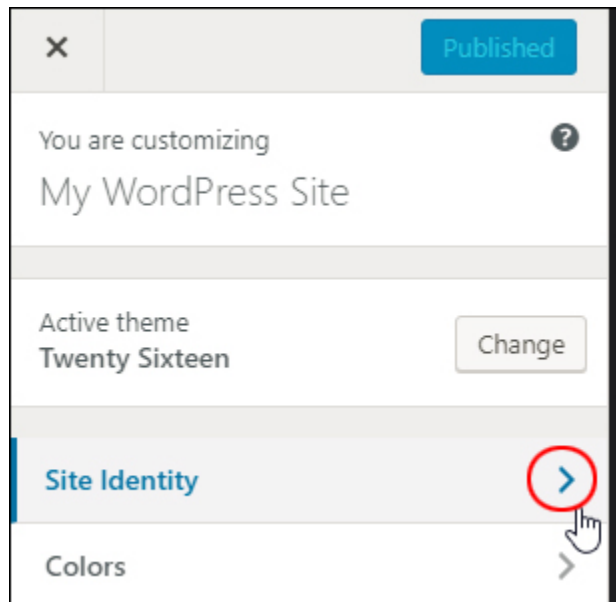 Published
You are customizing
My WordPress Site
Active theme
Twenty Sixteen
Change
Site Identity
Colors